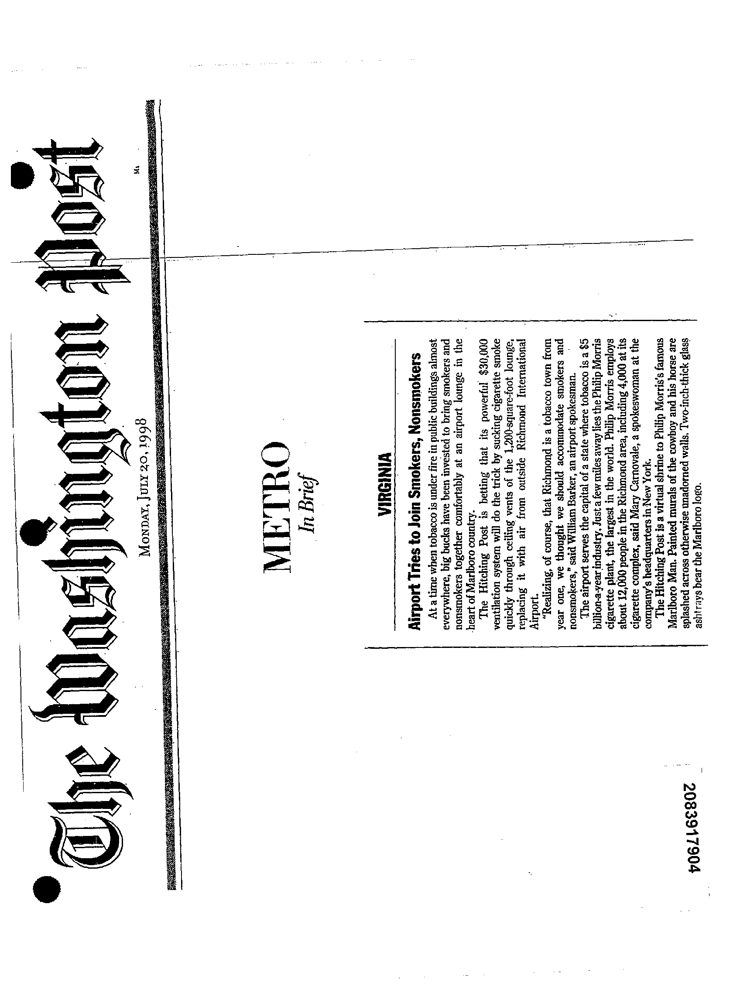 The Washington Post
M1
MONDAY, JULY 20, 1998
METRO
In Brief
VIRGINIA
Airport Tries to Join Smokers, Nonsmokers
At a time when tobacco is under fire in public buildings almost
everywhere, big bucks have been invested to bring smokers and
nonsmokers together comfortably at an airport lounge in the
heart of Marlboro country.
The Hitching Post is betting that its powerful $30,000
ventilation system will do the trick by sucking cigarette smoke
quickly through ceiling vents of the 1,200-square-foot lounge,
replacing it with air from outside Richmond International
Airport.
"Realizing, of course, that Richmond is a tobacco town from
year one, we thought we should accommodate smokers and
nonsmokers," said William Barker, an airport spokesman.
The airport serves the capital of a state where tobacco is a $5
billion-a-year industry. Just a few miles away lies the Philip Morris
cigarette plant, the largest in the world. Philip Morris employs
about 12,000 people in the Richmond area, including 4,000 at its
cigarette complex, said Mary Carnovale, a spokeswoman at the
company's headquarters in New York.
The Hitching Post is a virtual shrine to Philip Morris's famous
Marlboro Man. Painted murals of the cowboy and his horse are
splashed across otherwise unadorned walls. Two-inch-thick glass
ashtrays bear the Marlboro logo.
2083917904